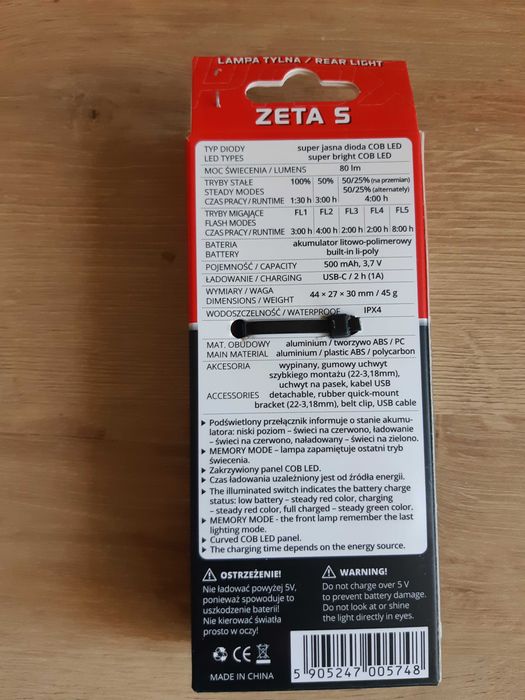 LAMPA TYLNA / REAR LIGHT
ZETA S
TYP DIODY super jasna dioda COB LED
LED TYPES super bright COB LED
MOC ŚWIECENIA / LUMENS 80 lm
TRYBY STAŁE 100% 50% 50/25% (na przemian)
STEADY MODES 50/25% (alternately)
CZAS PRACY / RUNTIME 1:30 h 3:00 h 4:00 h
TRYBY MIGAJĄCE FL1 FL2 FL3 FL4 FL5
FLASH MODES
CZAS PRACY / RUNTIME 3:00 h 4:00 h 2:00 h 2:00 h 8:00 h
BATERIA akumulator litowo-polimerowy
BATTERY built-in li-poly
POJEMNOŚĆ / CAPACITY 500 mAh, 3,7 V
ŁADOWANIE / CHARGING USB-C / 2 h (1A)
WYMIARY / WAGA
DIMENSIONS / WEIGHT 44 × 27 × 30 mm / 45 g
WODOSZCZELNOŚĆ / WATERPROOF IPX4
MAT. OBUDOWY aluminium / tworzywo ABS / PC
MAIN MATERIAL aluminium / plastic ABS / polycarbon
AKCESORIA wypinany, gumowy uchwyt
szybkiego montażu (22-3,18mm),
uchwyt na pasek, kabel USB
ACCESSORIES detachable, rubber quick-mount
bracket (22-3,18mm), belt clip, USB cable
▸ Podświetlony przełącznik informuje o stanie akumu-
latora: niski poziom – świeci na czerwono, ładowanie
– świeci na czerwono, naładowany – świeci na zielono.
▸ MEMORY MODE – lampa zapamiętuje ostatni tryb
świecenia.
▸ Zakrzywiony panel COB LED.
▸ Czas ładowania uzależniony jest od źródła energii.
▸ The illuminated switch indicates the battery charge
status: low battery – steady red color, charging
– steady red color, full charged – steady green color.
▸ MEMORY MODE - the front lamp remember the last
lighting mode.
▸ Curved COB LED panel.
▸ The charging time depends on the energy source.
OSTRZEŻENIE!
Nie ładować powyżej 5V,
ponieważ spowoduje to
uszkodzenie baterii!
Nie kierować światła
prosto w oczy!
WARNING!
Do not charge over 5 V
to prevent battery damage.
Do not look at or shine
the light directly in eyes.
CE
MADE IN CHINA
5 905247 005748